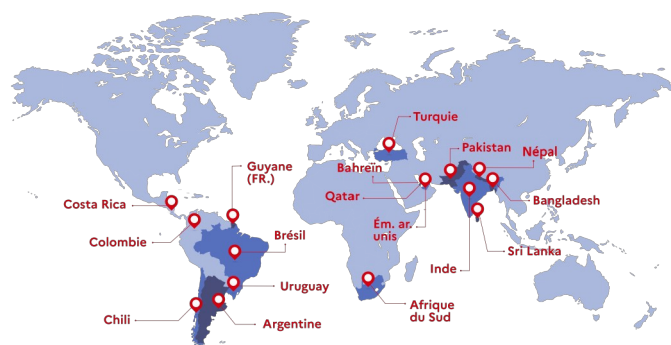 Turquie
Pakistan
Népal
Guyane
(FR.)
Bahreïn
Costa Rica
Qatar
Bangladesh
Colombie
Brésil
Ém. ar.
unis
Sri Lanka
Inde
Uruguay
Afrique
du Sud
Chili
Argentine